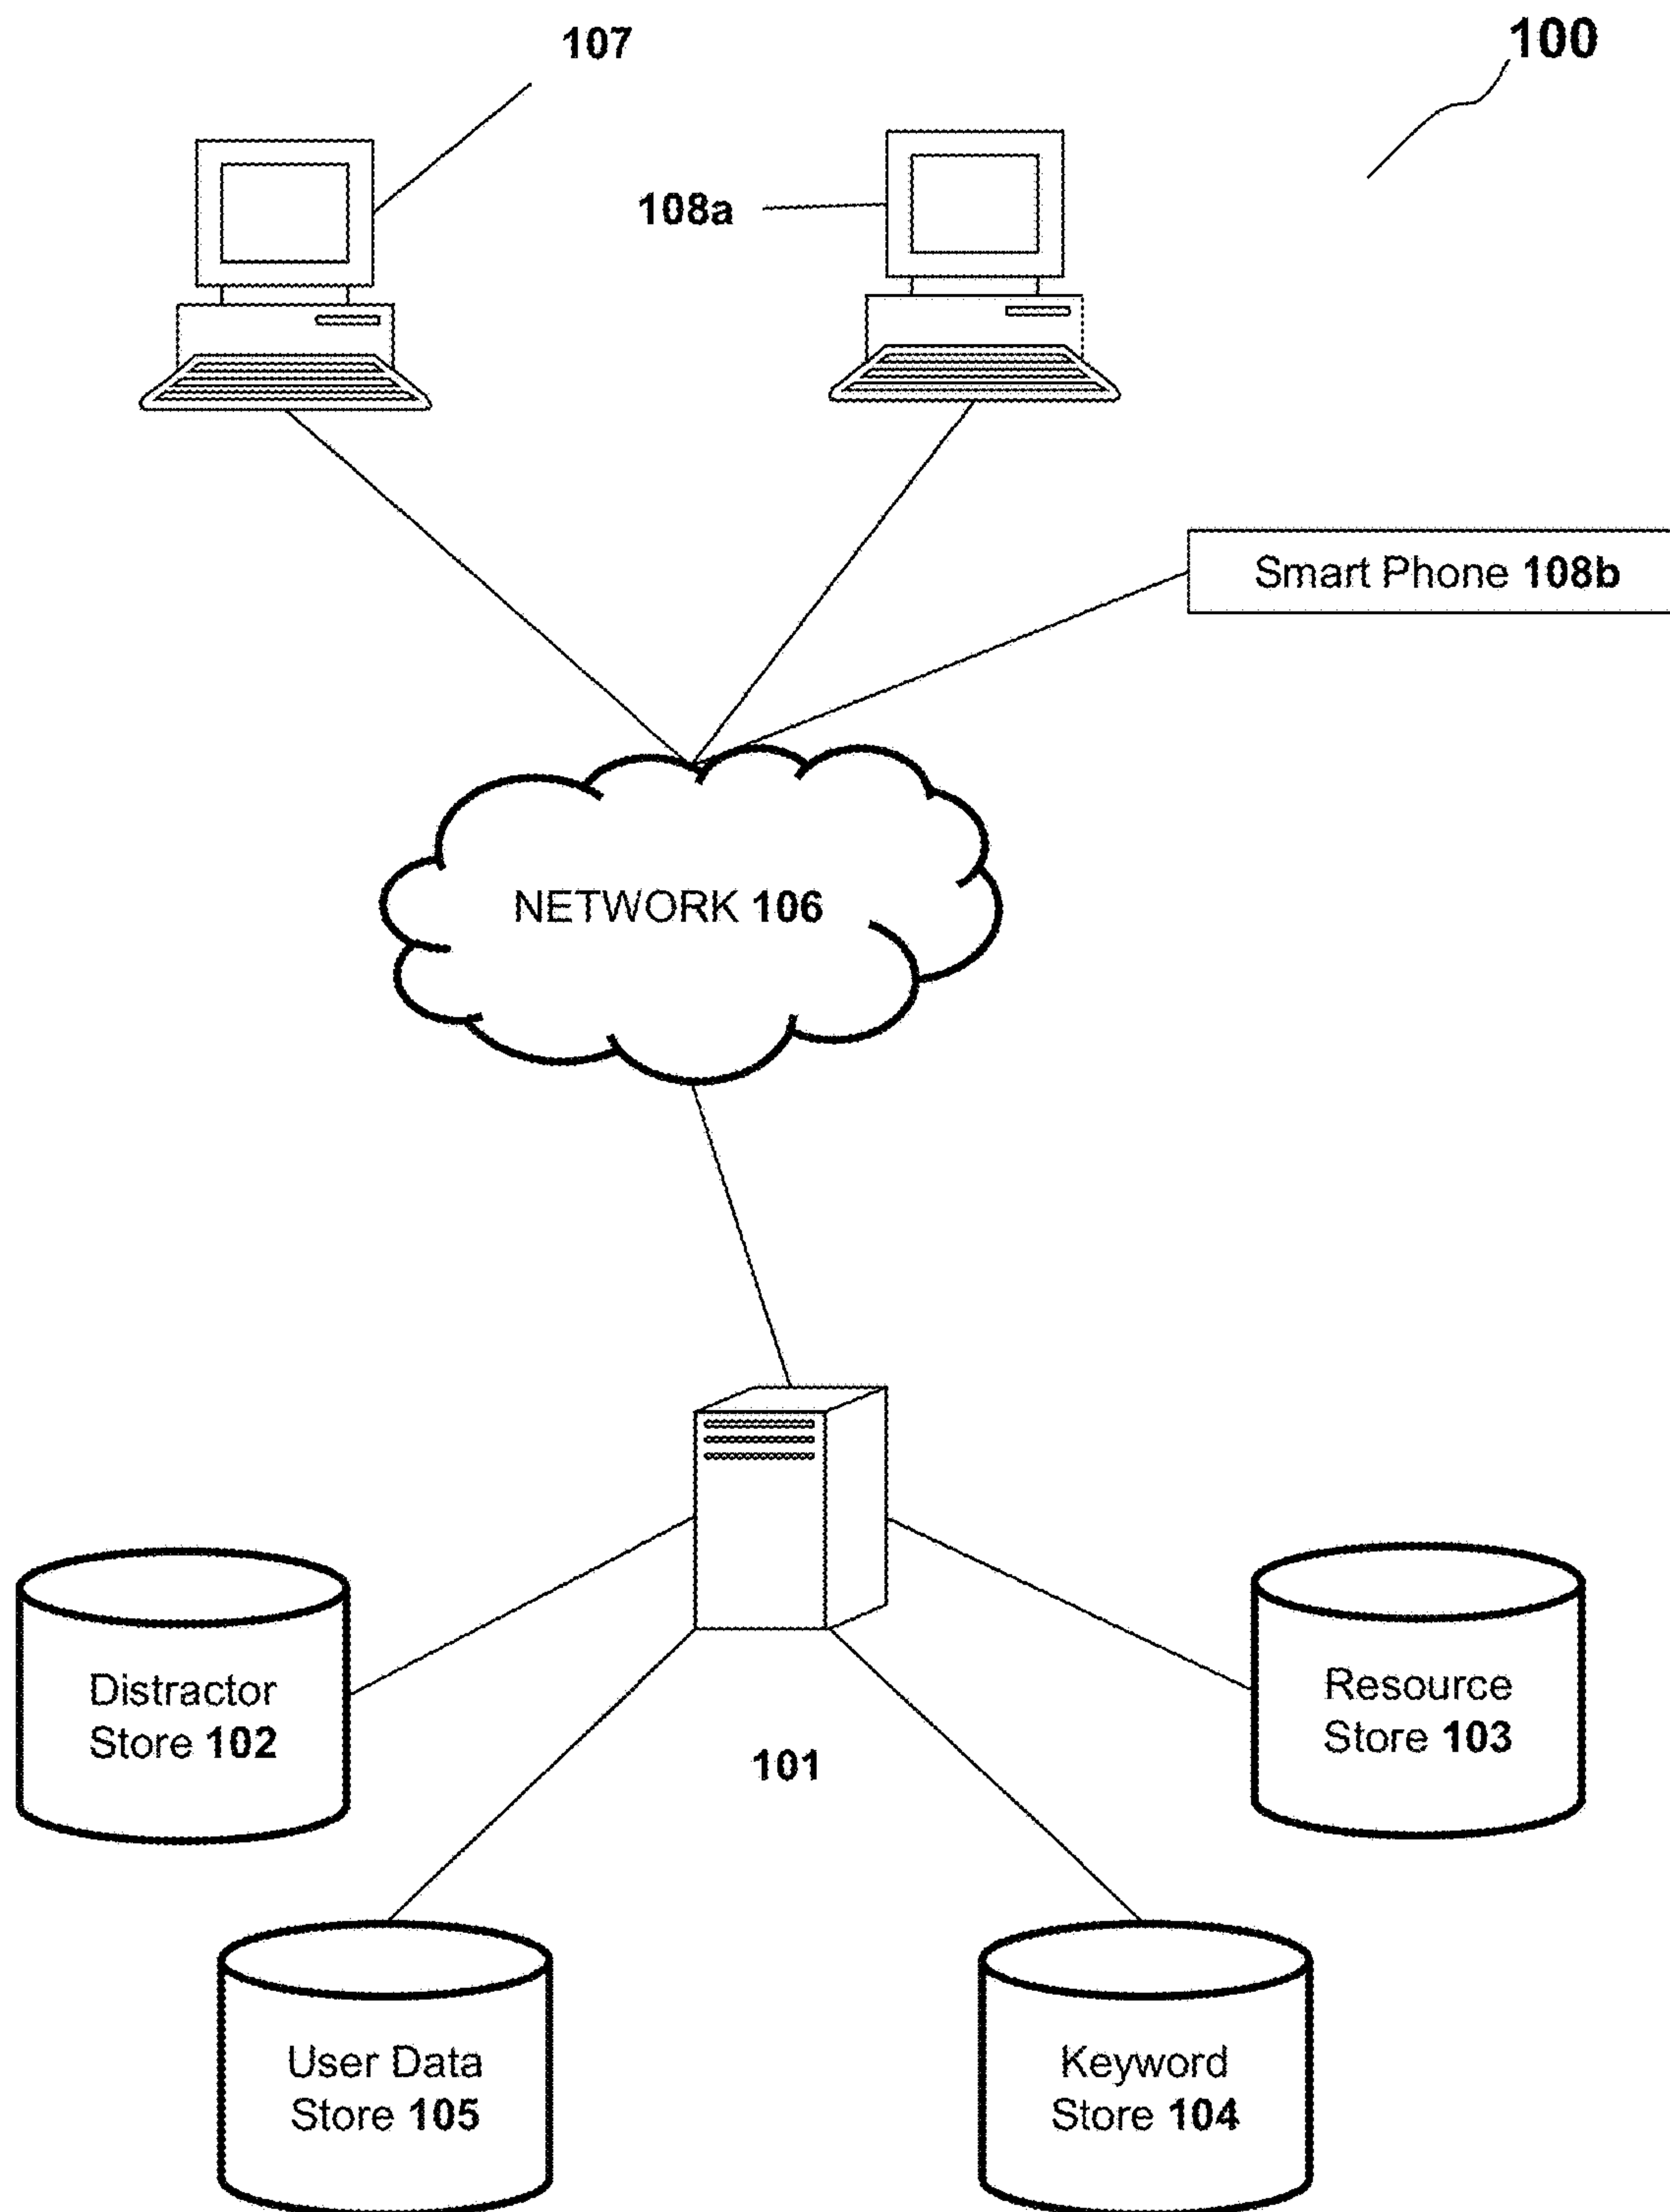 107
100
108a
Smart Phone 108b
NETWORK 106
Distractor
Store 102
Resource
Store 103
101
User Data
Store 105
Keyword
Store 104